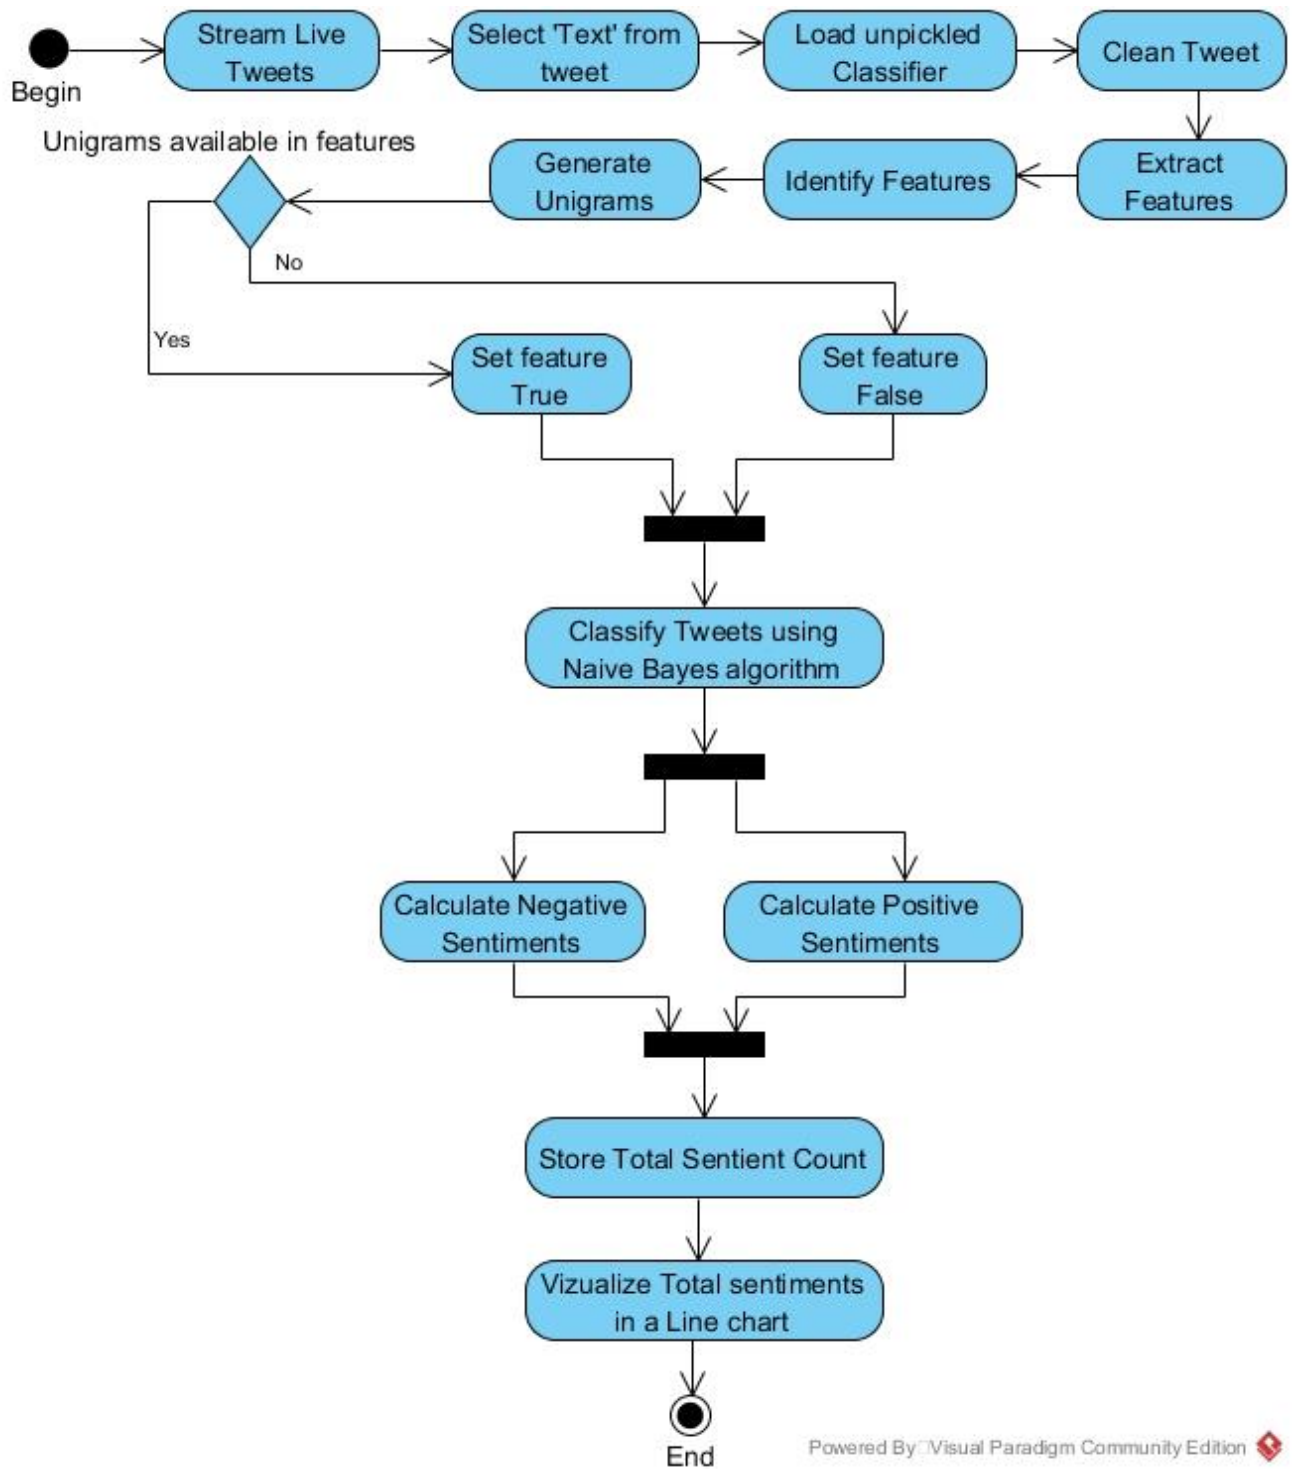 Begin
Stream Live
Tweets
Select 'Text' from
tweet
Load unpickled
Classifier
Clean Tweet
Extract
Features
Identify Features
Generate
Unigrams
Unigrams available in features
No
Yes
Set feature
True
Set feature
False
Classify Tweets using
Naive Bayes algorithm
Calculate Negative
Sentiments
Calculate Positive
Sentiments
Store Total Sentient Count
Vizualize Total sentiments
in a Line chart
End
Powered By Visual Paradigm Community Edition